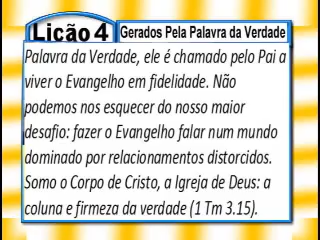 Lição 4
Gerados Pela Palavra da Verdade
Palavra da Verdade, ele é chamado pelo Pai a
viver o Evangelho em fidelidade. Não
podemos nos esquecer do nosso maior
desafio: fazer o Evangelho falar num mundo
dominado por relacionamentos distorcidos.
Somo o Corpo de Cristo, a Igreja de Deus: a
coluna e firmeza da verdade (1 Tm 3.15).